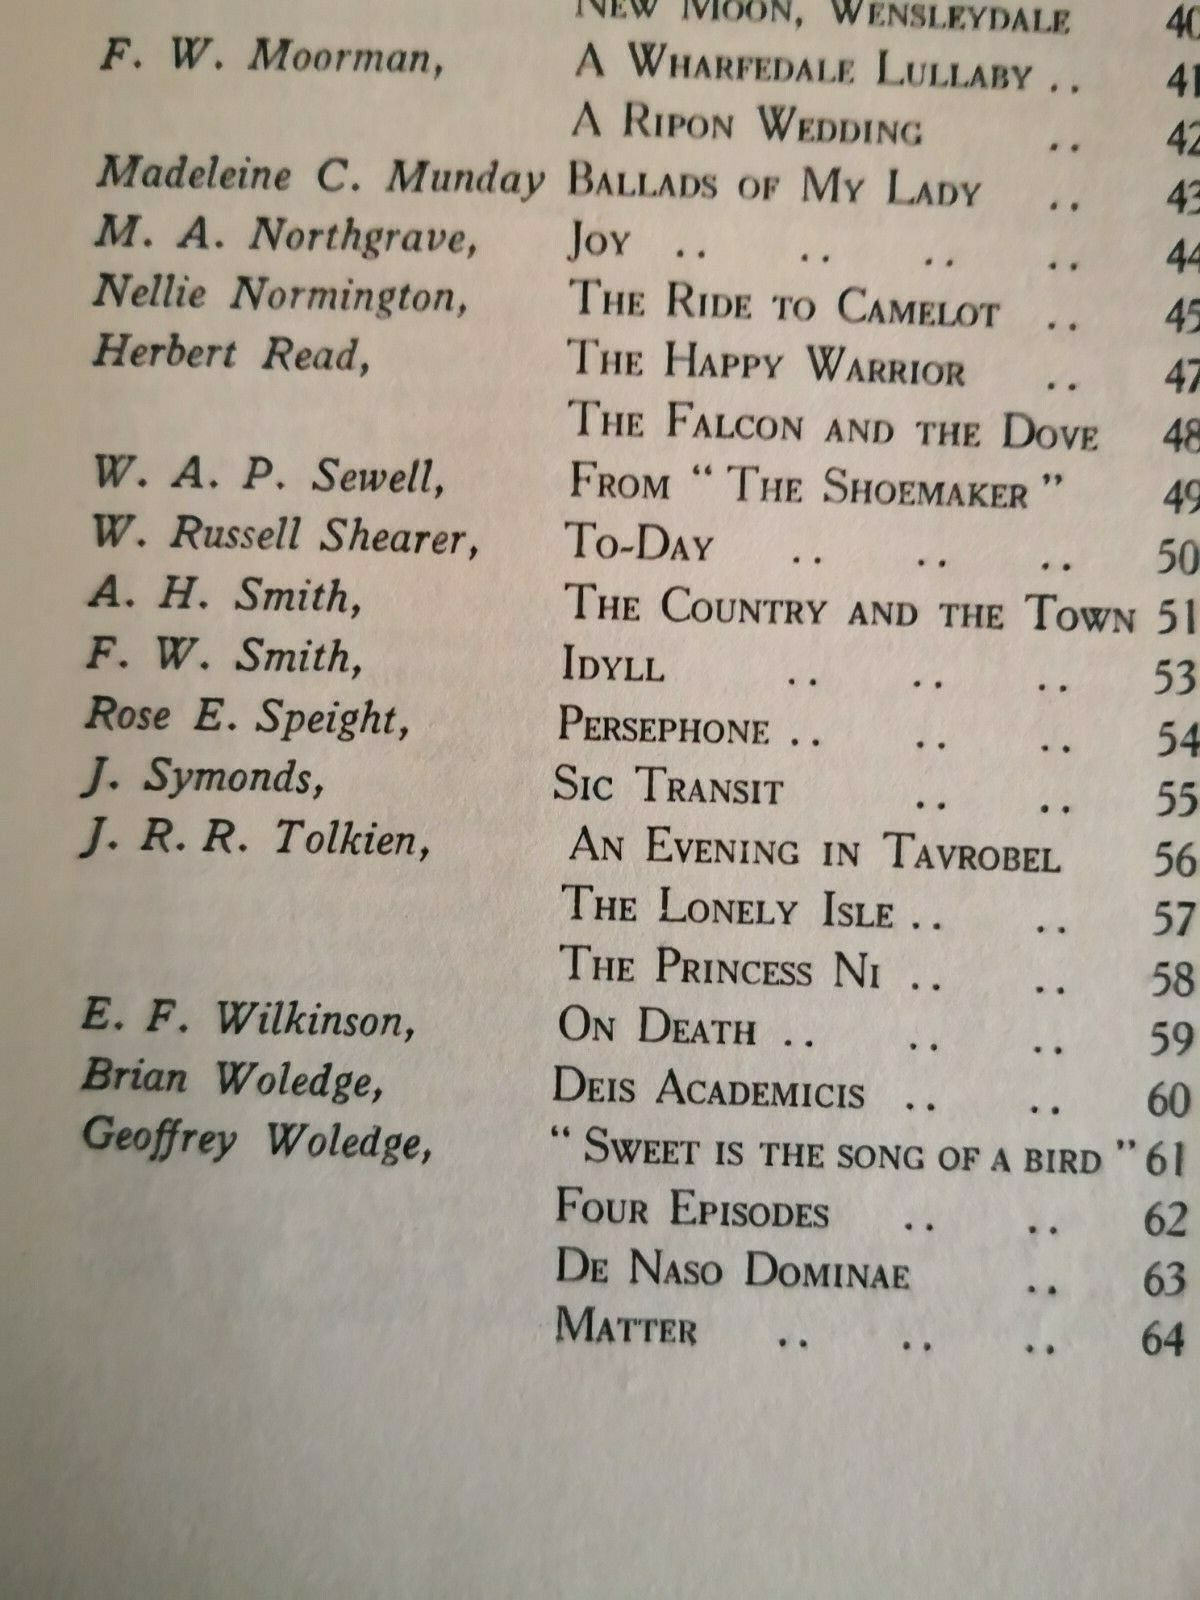 NEW MOON, WENSLEYDALE 40
F. W. Moorman, A WHARFEDALE LULLABY .. 41
A RIPON WEDDING .. 42
Madeleine C. Munday BALLADS OF MY LADY .. 43
M. A. Northgrave, JOY .. .. .. .. 44
Nellie Normington, THE RIDE TO CAMELOT .. 45
Herbert Read, THE HAPPY WARRIOR .. 47
THE FALCON AND THE DOVE 48
W. A. P. Sewell, FROM " THE SHOEMAKER " 49
W. Russell Shearer, TO-DAY .. .. .. 50
A. H. Smith, THE COUNTRY AND THE TOWN 51
F. W. Smith, IDYLL .. .. .. 53
Rose E. Speight, PERSEPHONE .. .. .. 54
J. Symonds, SIC TRANSIT .. .. 55
J. R. R. Tolkien, AN EVENING IN TAVROBEL 56
THE LONELY ISLE .. .. 57
THE PRINCESS NI .. .. 58
E. F. Wilkinson, ON DEATH .. .. .. 59
Brian Woledge, DEIS ACADEMICIS .. .. 60
Geoffrey Woledge, " SWEET IS THE SONG OF A BIRD " 61
FOUR EPISODES .. .. 62
DE NASO DOMINAE .. 63
MATTER .. .. .. 64